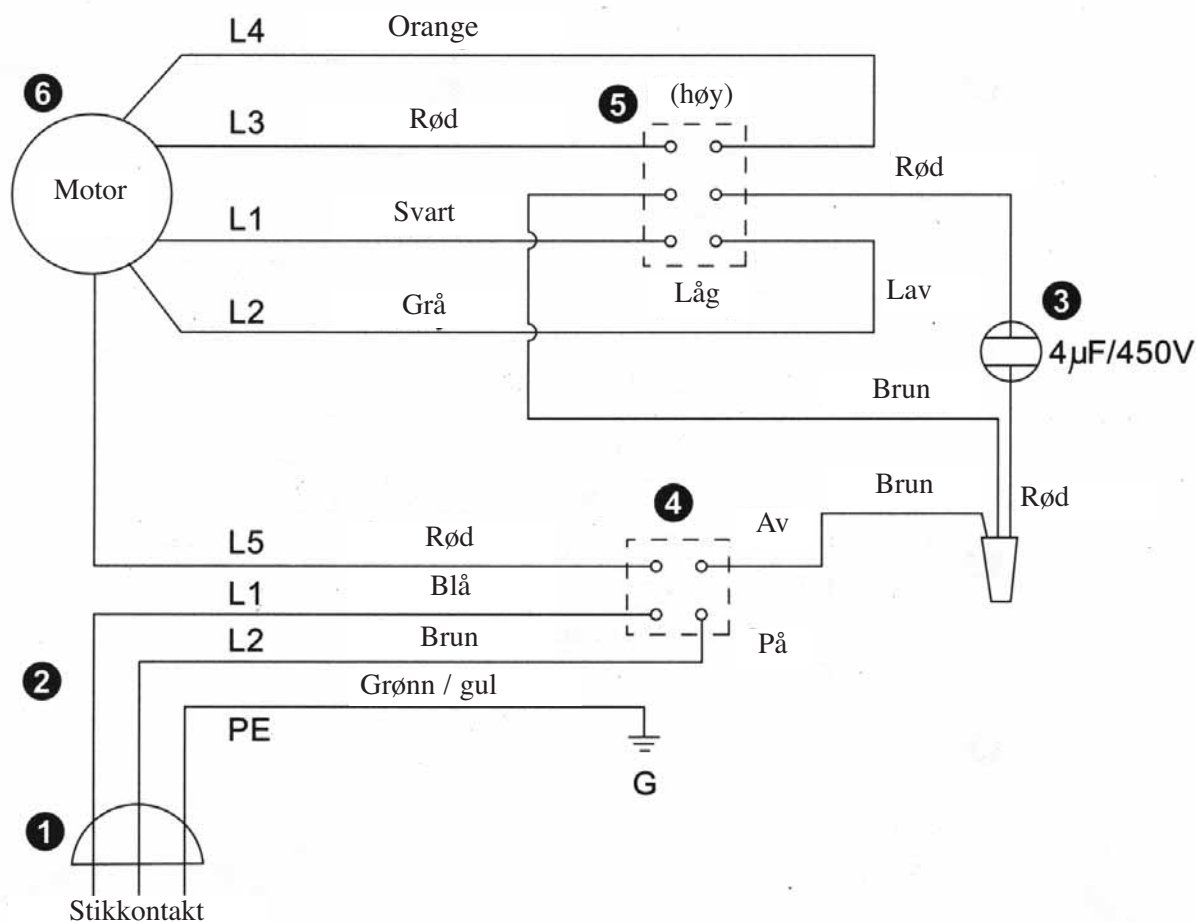 L4 Orange
6
5 (høy)
L3 Rød
Rød
Motor
L1 Svart
Låg
Lav
3
L2 Grå
4µF/450V
Brun
4
Brun
Rød
Av
L5 Rød
L1 Blå
L2 Brun
På
2
Grønn / gul
PE
G
1
Stikkontakt